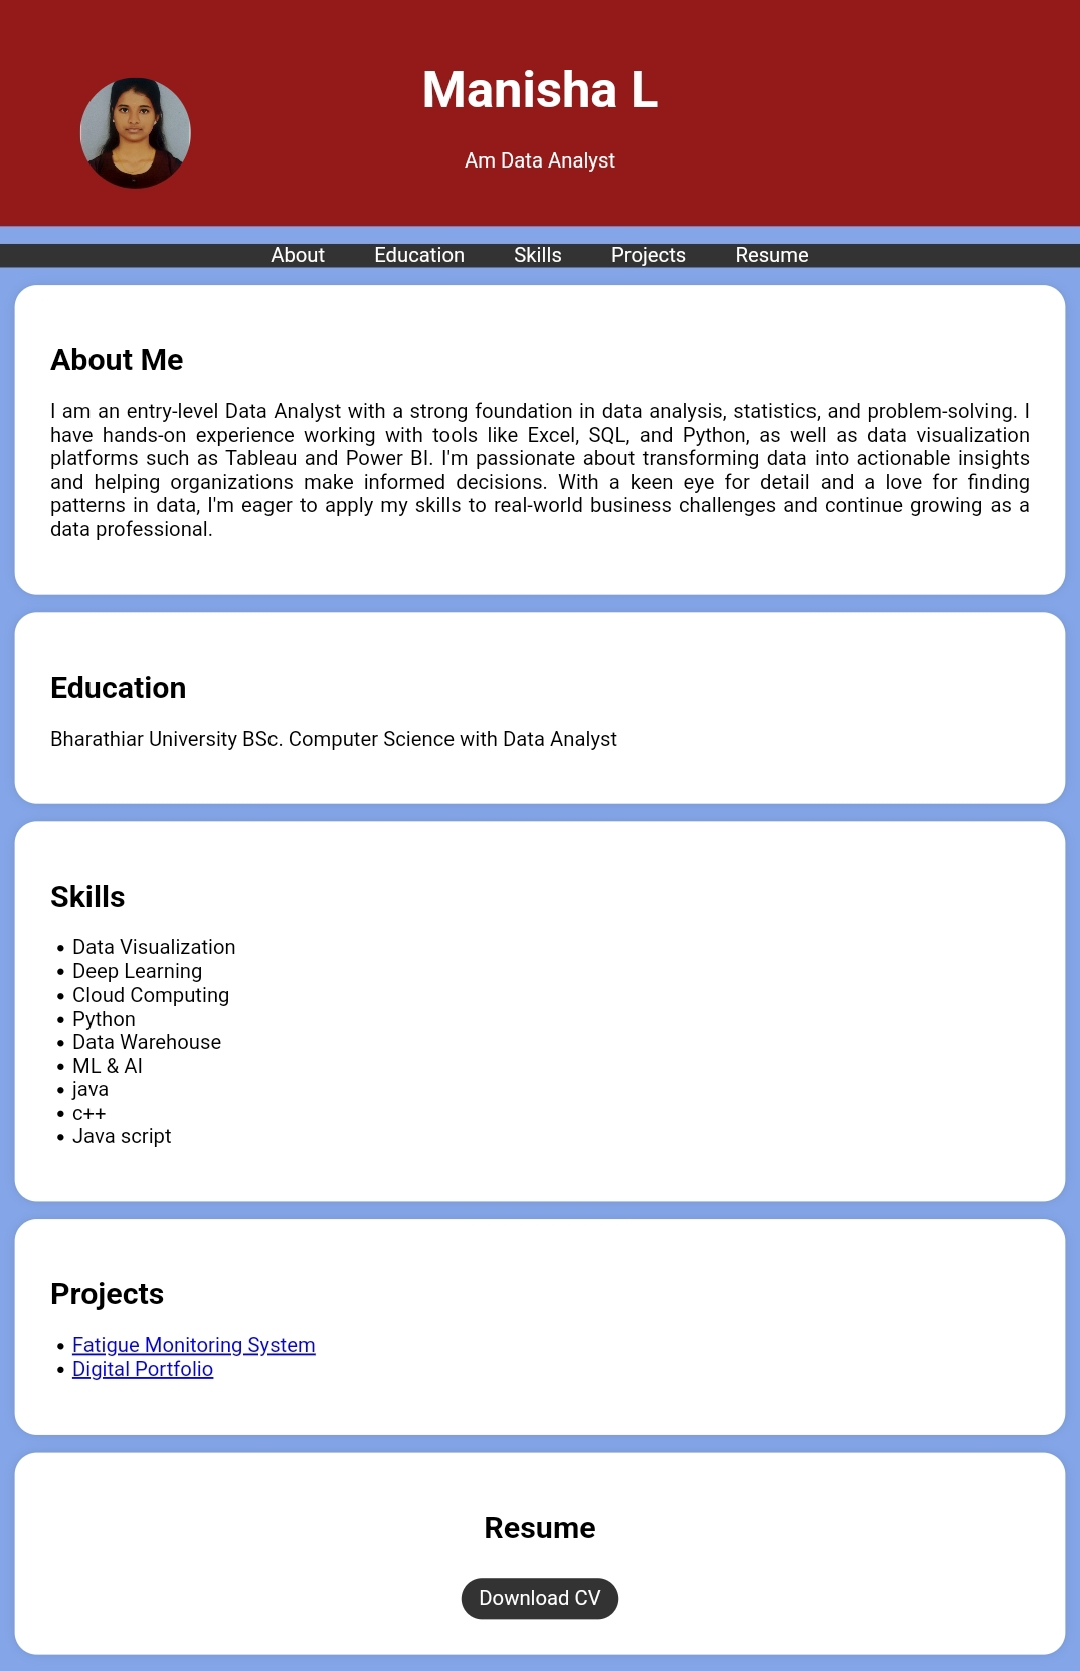 Manisha L
Am Data Analyst
About Education Skills Projects Resume
About Me
I am an entry-level Data Analyst with a strong foundation in data analysis, statistics, and problem-solving. I
have hands-on experience working with tools like Excel, SQL, and Python, as well as data visualization
platforms such as Tableau and Power BI. I'm passionate about transforming data into actionable insights
and helping organizations make informed decisions. With a keen eye for detail and a love for finding
patterns in data, I'm eager to apply my skills to real-world business challenges and continue growing as a
data professional.
Education
Bharathiar University BSc. Computer Science with Data Analyst
Skills
• Data Visualization
• Deep Learning
• Cloud Computing
• Python
• Data Warehouse
• ML & AI
• java
• c++
• Java script
Projects
• Fatigue Monitoring System
• Digital Portfolio
Resume
Download CV